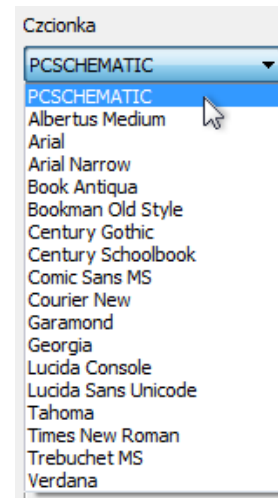 Czcionka
PCSCHEMATIC
PCSCHEMATIC
Albertus Medium
Arial
Arial Narrow
Book Antiqua
Bookman Old Style
Century Gothic
Century Schoolbook
Comic Sans MS
Courier New
Garamond
Georgia
Lucida Console
Lucida Sans Unicode
Tahoma
Times New Roman
Trebuchet MS
Verdana